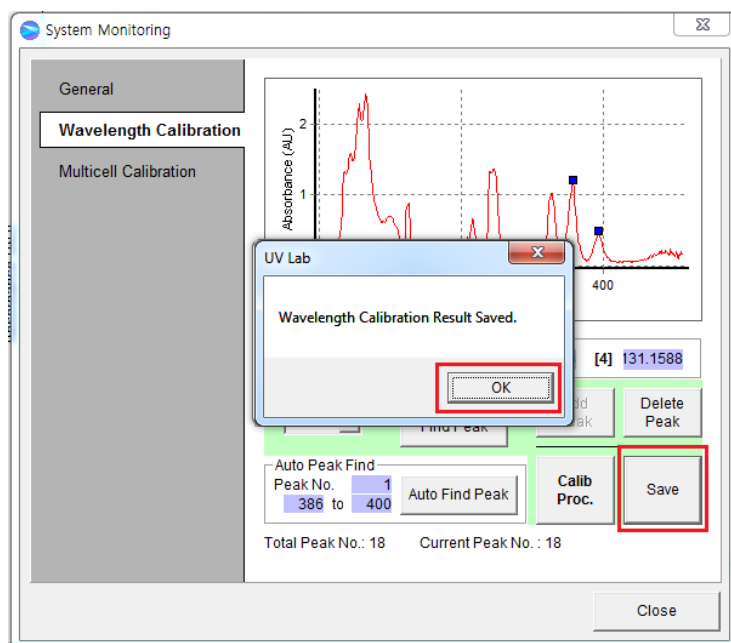 System Monitoring
General
Wavelength Calibration
Multicell Calibration
Absorbance (AU)
2
1
400
UV Lab
Wavelength Calibration Result Saved.
OK
[4] 131.1588
Find Peak
Delete
Peak
Auto Peak Find
Peak No. 1
386 to 400
Auto Find Peak
Calib
Proc.
Save
Total Peak No.: 18 Current Peak No. : 18
Close